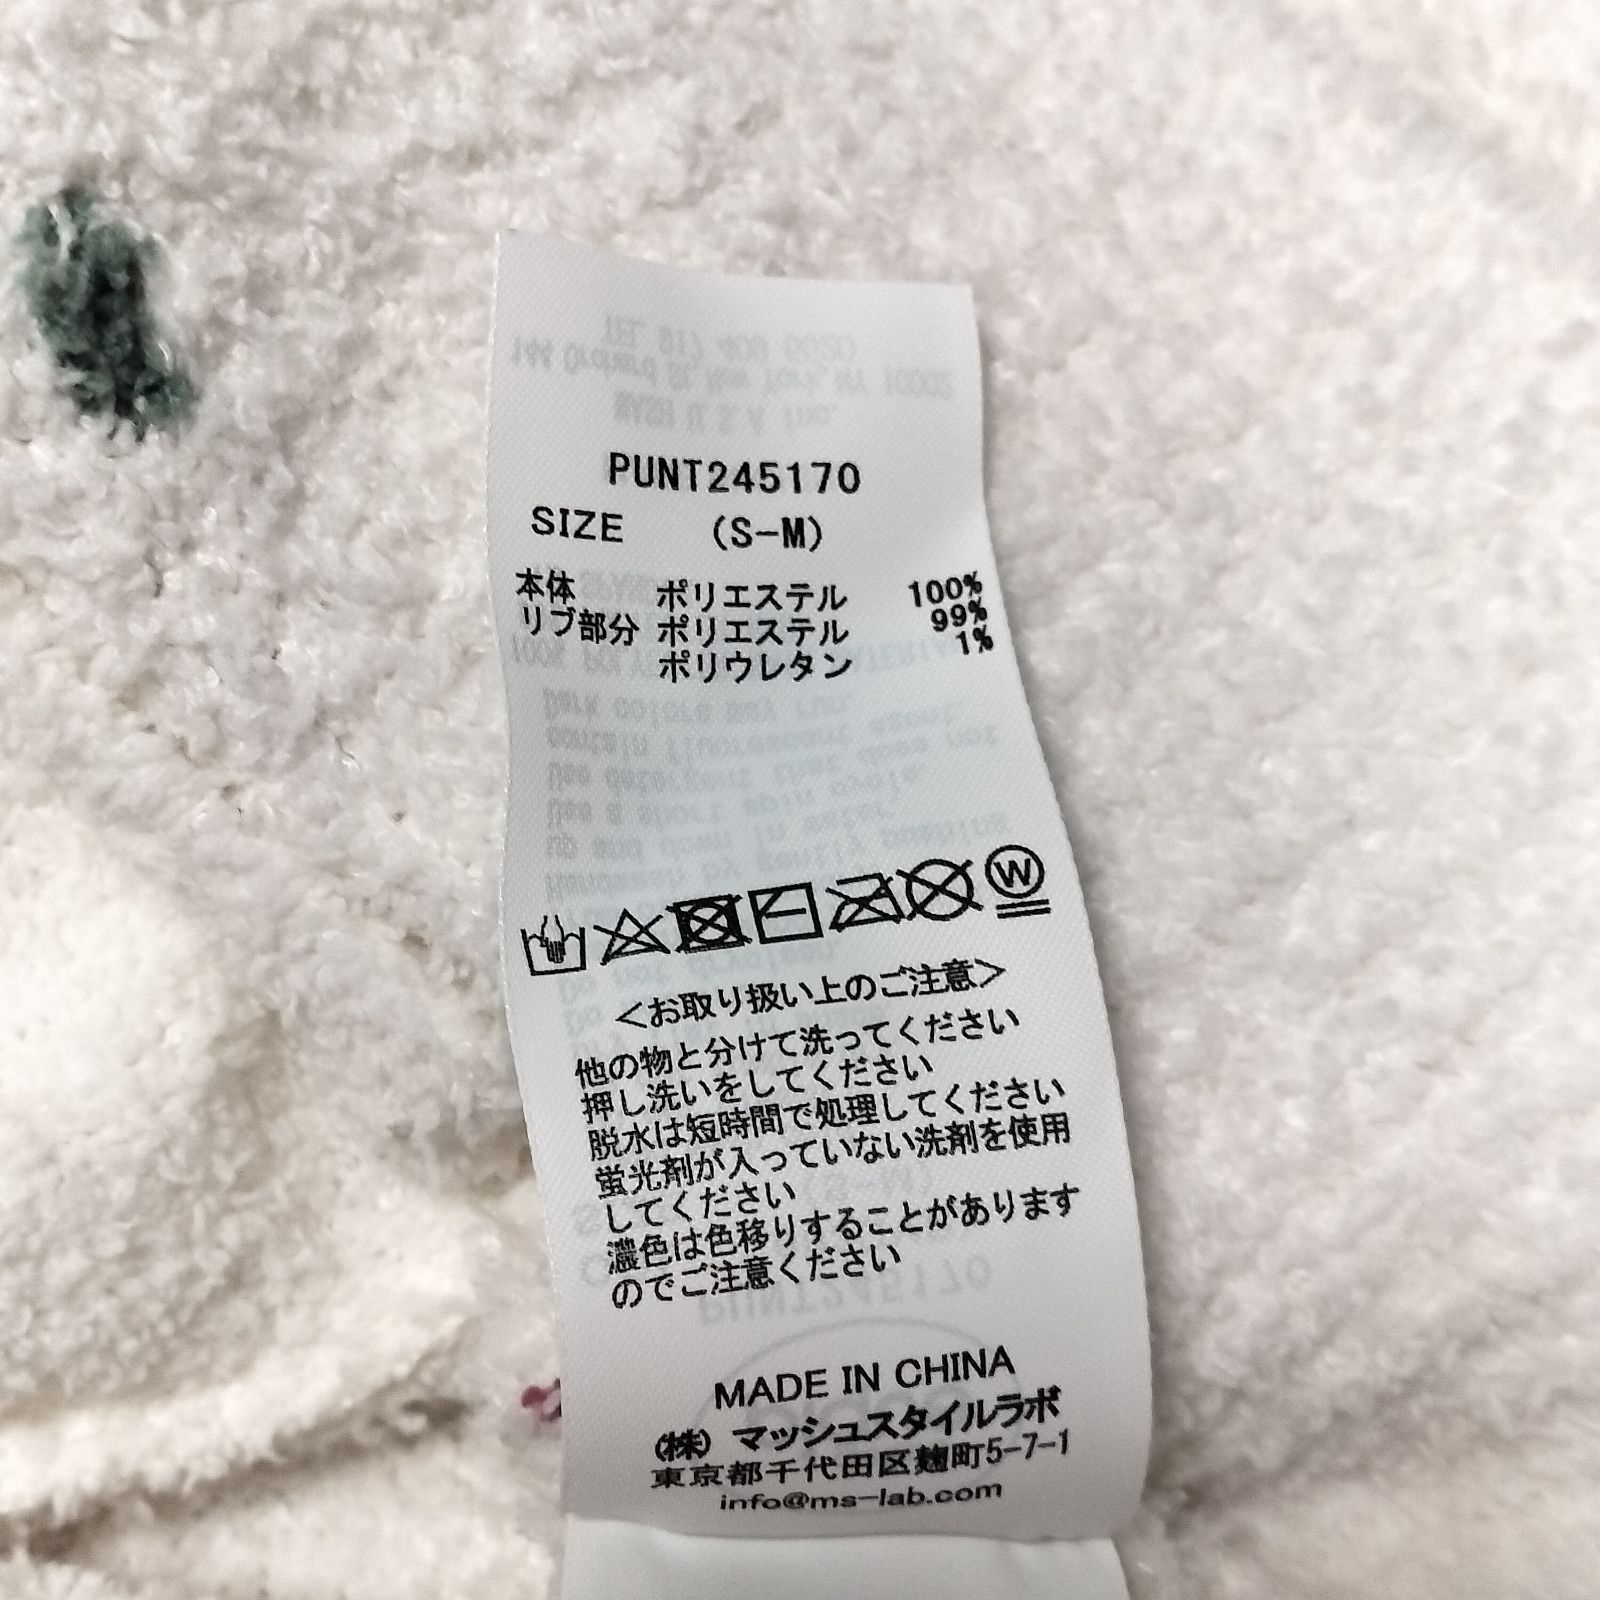 PUNT245170
SIZE (S-M)
本体 ポリエステル 100%
リブ部分 ポリエステル 99%
ポリウレタン 1%
W
<お取り扱い上のご注意>
他の物と分けて洗ってください
押し洗いをしてください
脱水は短時間で処理してください
蛍光剤が入っていない洗剤を使用
してください
濃色は色移りすることがあります
のでご注意ください
MADE IN CHINA
(株) マッシュスタイルラボ
東京都千代田区麹町5-7-1
info@ms-lab.com